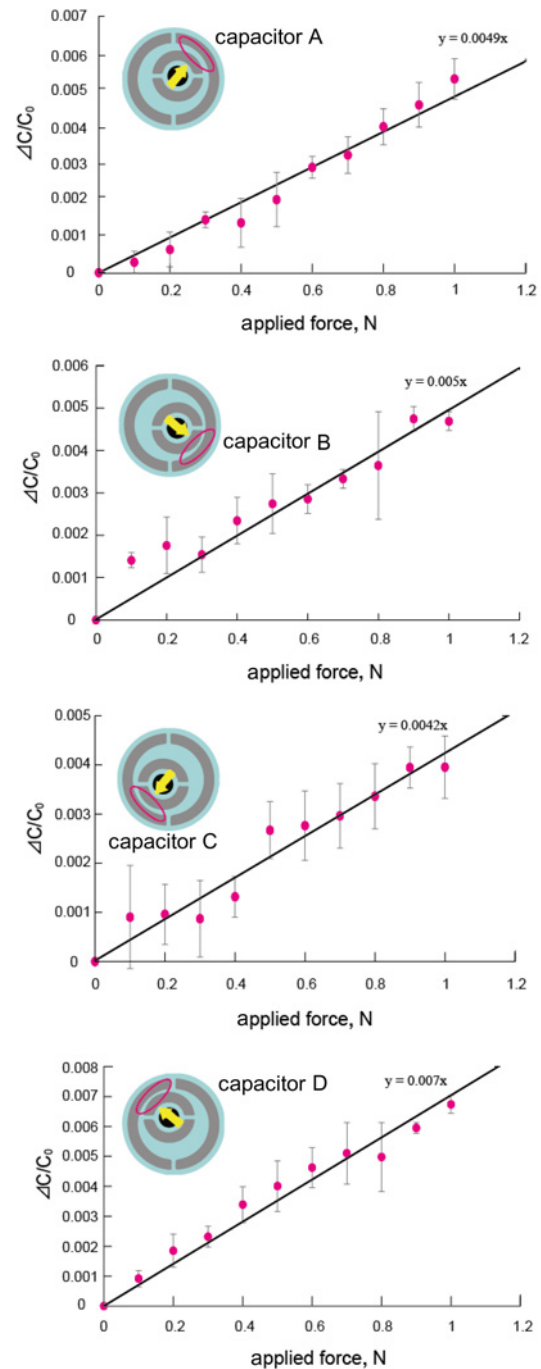 0.007
capacitor A
y = 0.0049x
0.006
0.005
0.004
0.003
0.002
0.001
0
ΔC/C₀
0 0.2 0.4 0.6 0.8 1 1.2
applied force, N
0.006
y = 0.005x
0.005
capacitor B
0.004
0.003
0.002
0.001
0
ΔC/C₀
0 0.2 0.4 0.6 0.8 1 1.2
applied force, N
0.005
y = 0.0042x
0.004
0.003
capacitor C
0.002
0.001
0
ΔC/C₀
0 0.2 0.4 0.6 0.8 1 1.2
applied force, N
0.008
capacitor D
y = 0.007x
0.007
0.006
0.005
0.004
0.003
0.002
0.001
0
ΔC/C₀
0 0.2 0.4 0.6 0.8 1 1.2
applied force, N